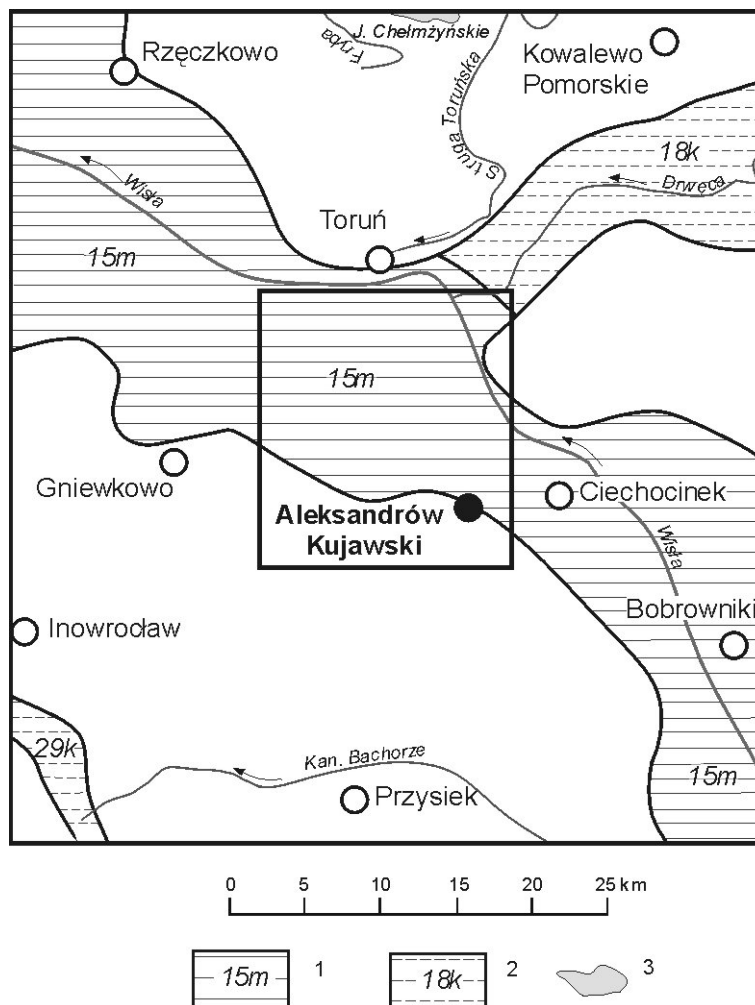 J. Chełmżyńskie
Rzęczkowo
Fryba
Kowalewo
Pomorskie
Struga Toruńska
18k
Drwęca
Wisła
Toruń
15m
15m
Gniewkowo
Aleksandrów
Kujawski
Ciechocinek
Wisła
Bobrowniki
Inowrocław
29k
Kan. Bachorze
Przysiek
15m
0 5 10 15 20 25 km
15m 1 18k 2 3